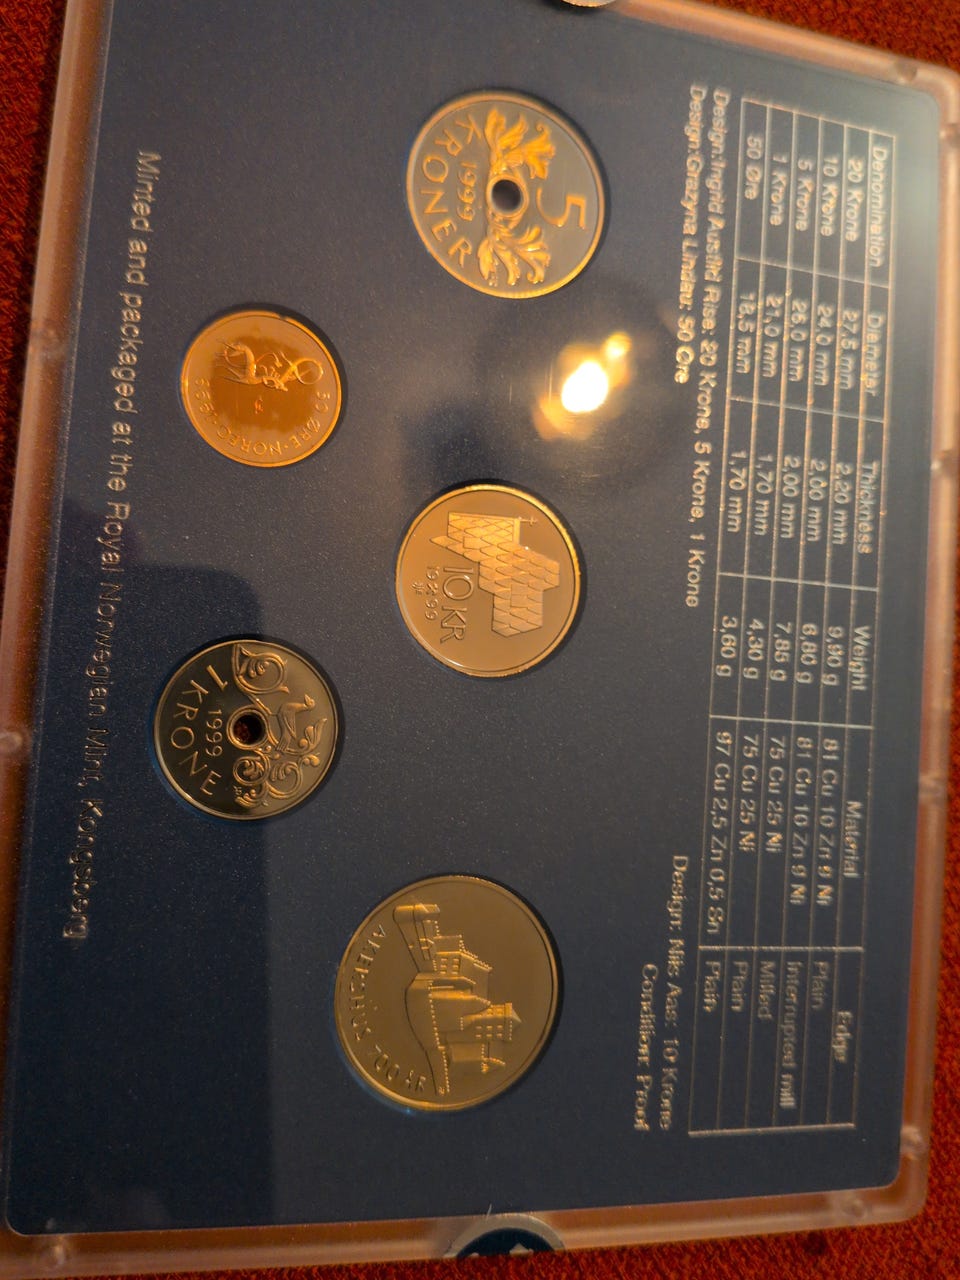 Denomination Diameter Thickness Weight Material Edge
20 Krone 27,5 mm 2,20 mm 9,90 g 81 Cu 10 Zn 9 Ni Plain
10 Krone 24,0 mm 2,00 mm 6,80 g 81 Cu 10 Zn 9 Ni Interrupted mill
5 Krone 26,0 mm 2,00 mm 7,85 g 75 Cu 25 Ni Milled
1 Krone 21,0 mm 1,70 mm 4,30 g 75 Cu 25 Ni Plain
50 Øre 18,5 mm 1,70 mm 3,60 g 97 Cu 2,5 Zn 0,5 Sn Plain
Design: Ingrid Austlid Rise: 20 Krone, 5 Krone, 1 Krone
Design: Nils Aas: 10 Krone
Design: Grazyna Lindau: 50 Øre
Condition: Proof
5
1999
KRONER
10 KR
1999
AKERSHUS 700 ÅR
50 ØRE · NORGE · 1999
1 KRONE
1999
Minted and packaged at the Royal Norwegian Mint, Kongsberg